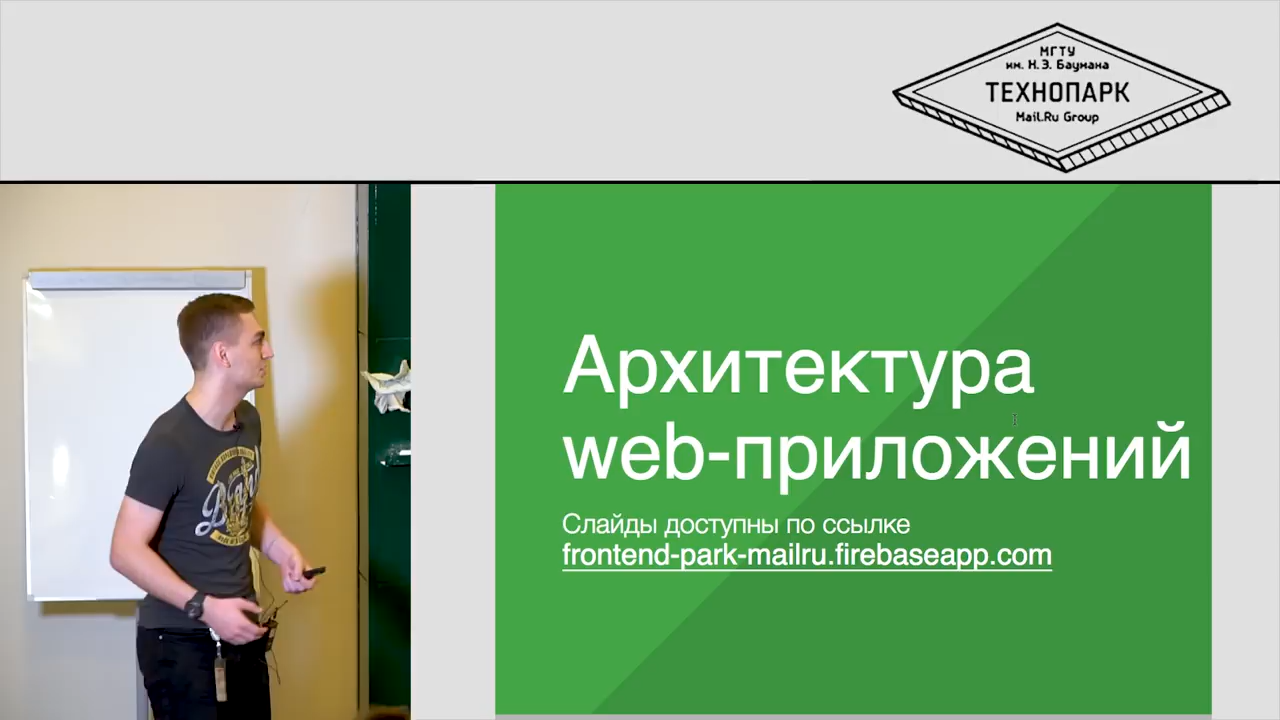 МГТУ
им. Н.Э. Баумана
ТЕХНОПАРК
Mail.Ru Group
Архитектура
web-приложений
Слайды доступны по ссылке
frontend-park-mailru.firebaseapp.com